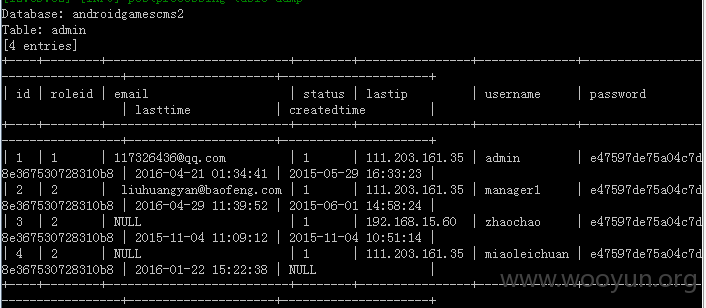 Database: androidgamescms2
Table: admin
[4 entries]
| id | roleid | email | status | lastip | username | password
| lasttime | createdtime |
| 1 | 1 | 117326436@qq.com | 1 | 111.203.161.35 | admin | e47597de75a04c7d
8e367530728310b8 | 2016-04-21 01:34:41 | 2015-05-29 16:33:23 |
| 2 | 2 | liuhuangyan@baofeng.com | 1 | 111.203.161.35 | manager1 | e47597de75a04c7d
8e367530728310b8 | 2016-04-29 11:39:52 | 2015-06-01 14:58:24 |
| 3 | 2 | NULL | 1 | 192.168.15.60 | zhaochao | e47597de75a04c7d
8e367530728310b8 | 2015-11-04 11:09:12 | 2015-11-04 10:51:14 |
| 4 | 2 | NULL | 1 | 111.203.161.35 | miaoleichuan | e47597de75a04c7d
8e367530728310b8 | 2016-01-22 15:22:38 | NULL |
www.wooyun.org